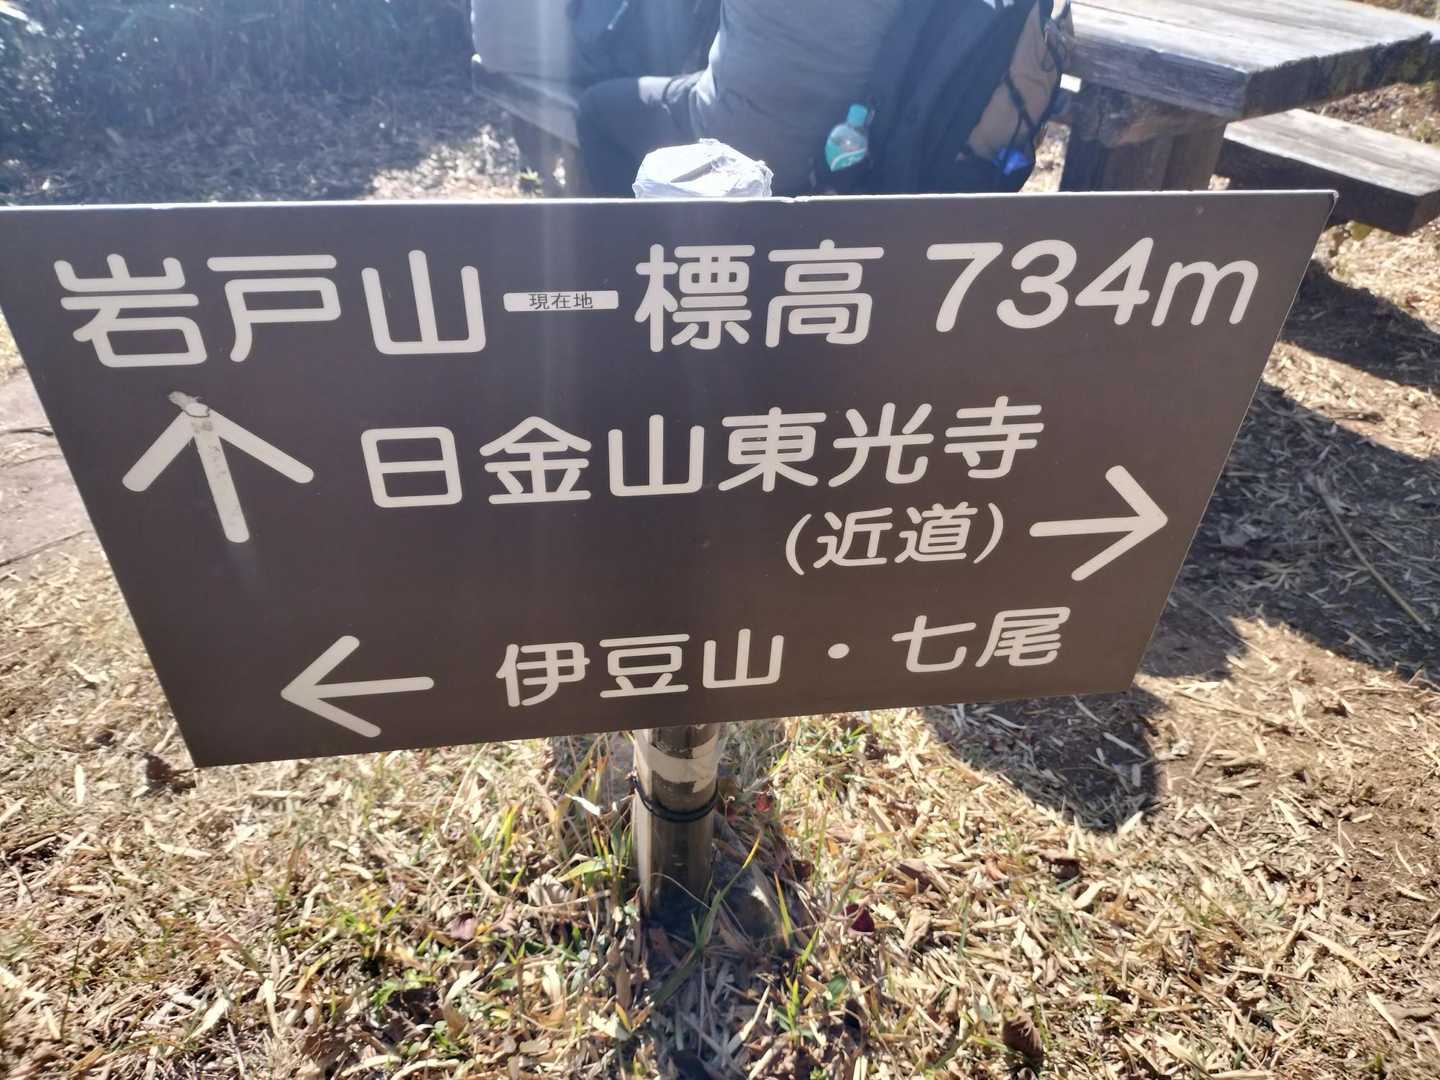 岩戸山ー標高 734m
現在地
↑ 日金山東光寺
(近道) →
← 伊豆山・七尾